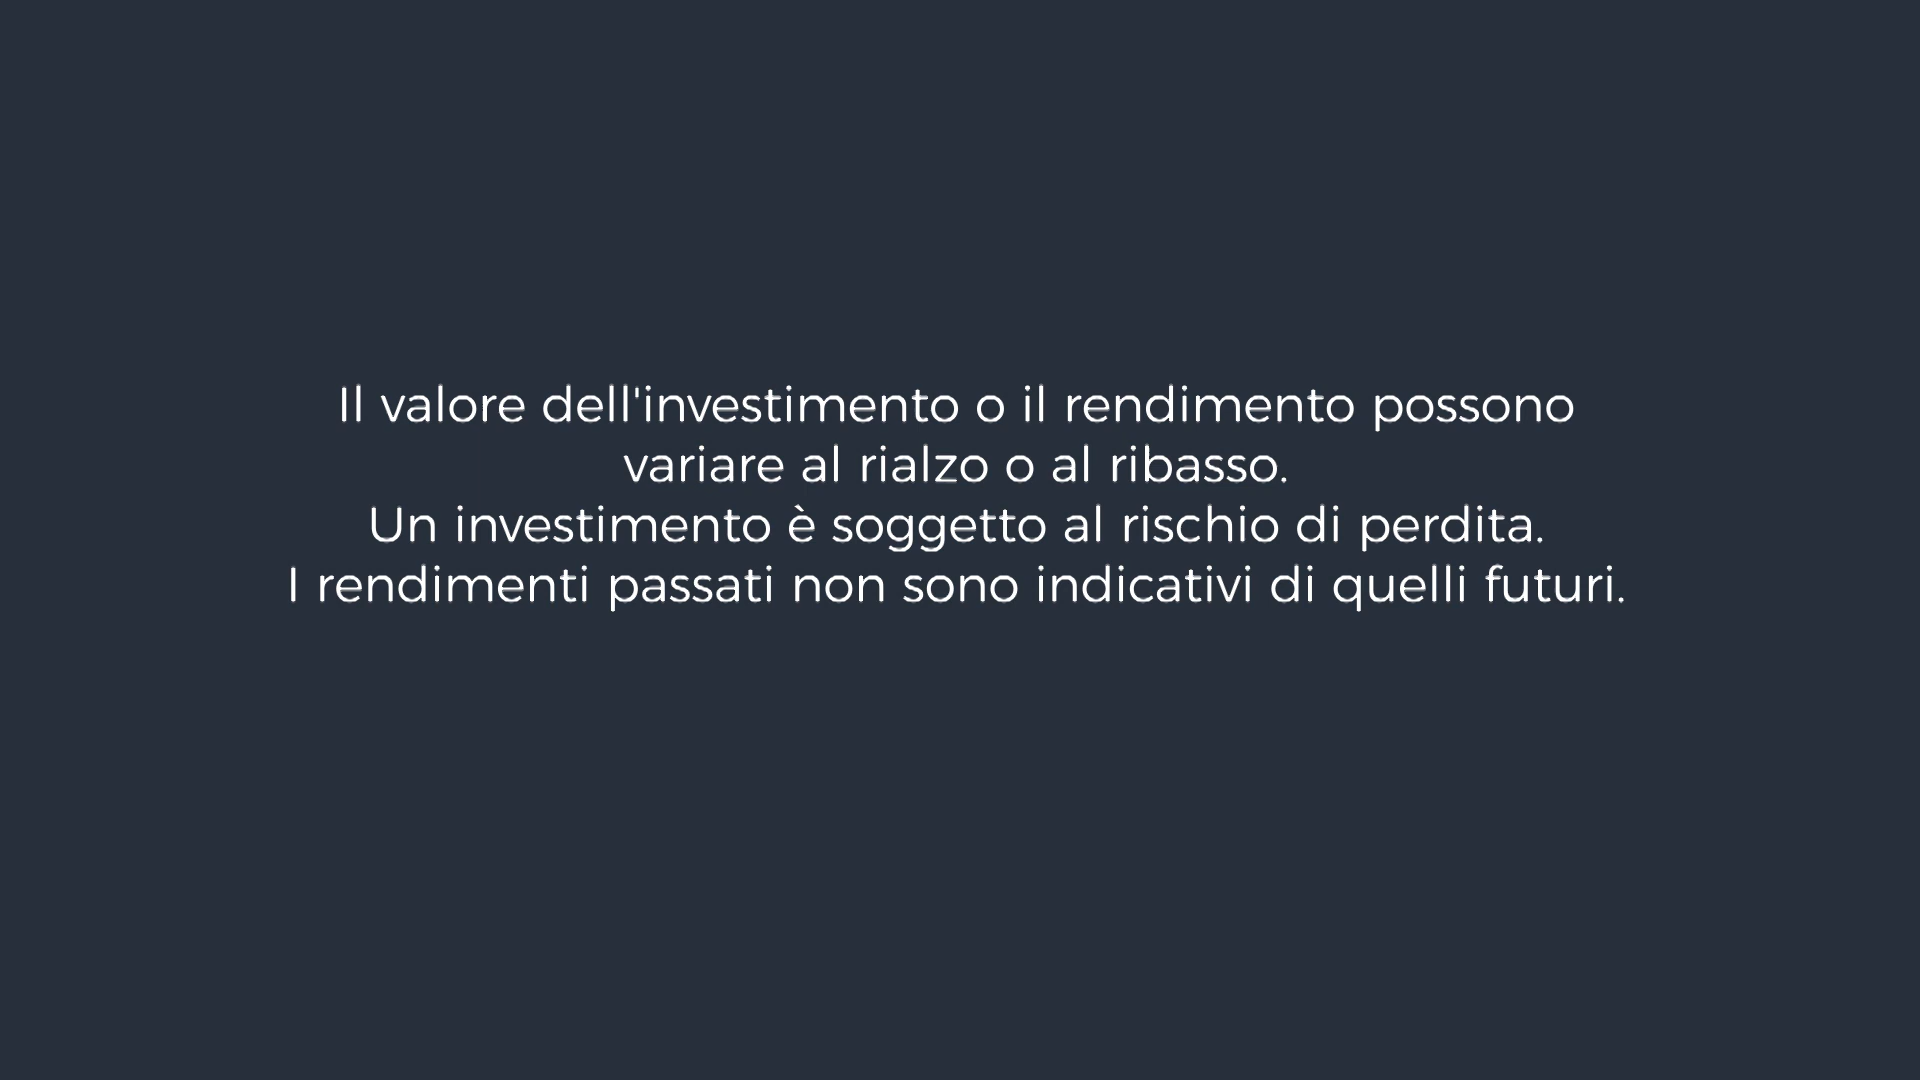 Il valore dell'investimento o il rendimento possono
variare al rialzo o al ribasso.
Un investimento è soggetto al rischio di perdita.
I rendimenti passati non sono indicativi di quelli futuri.